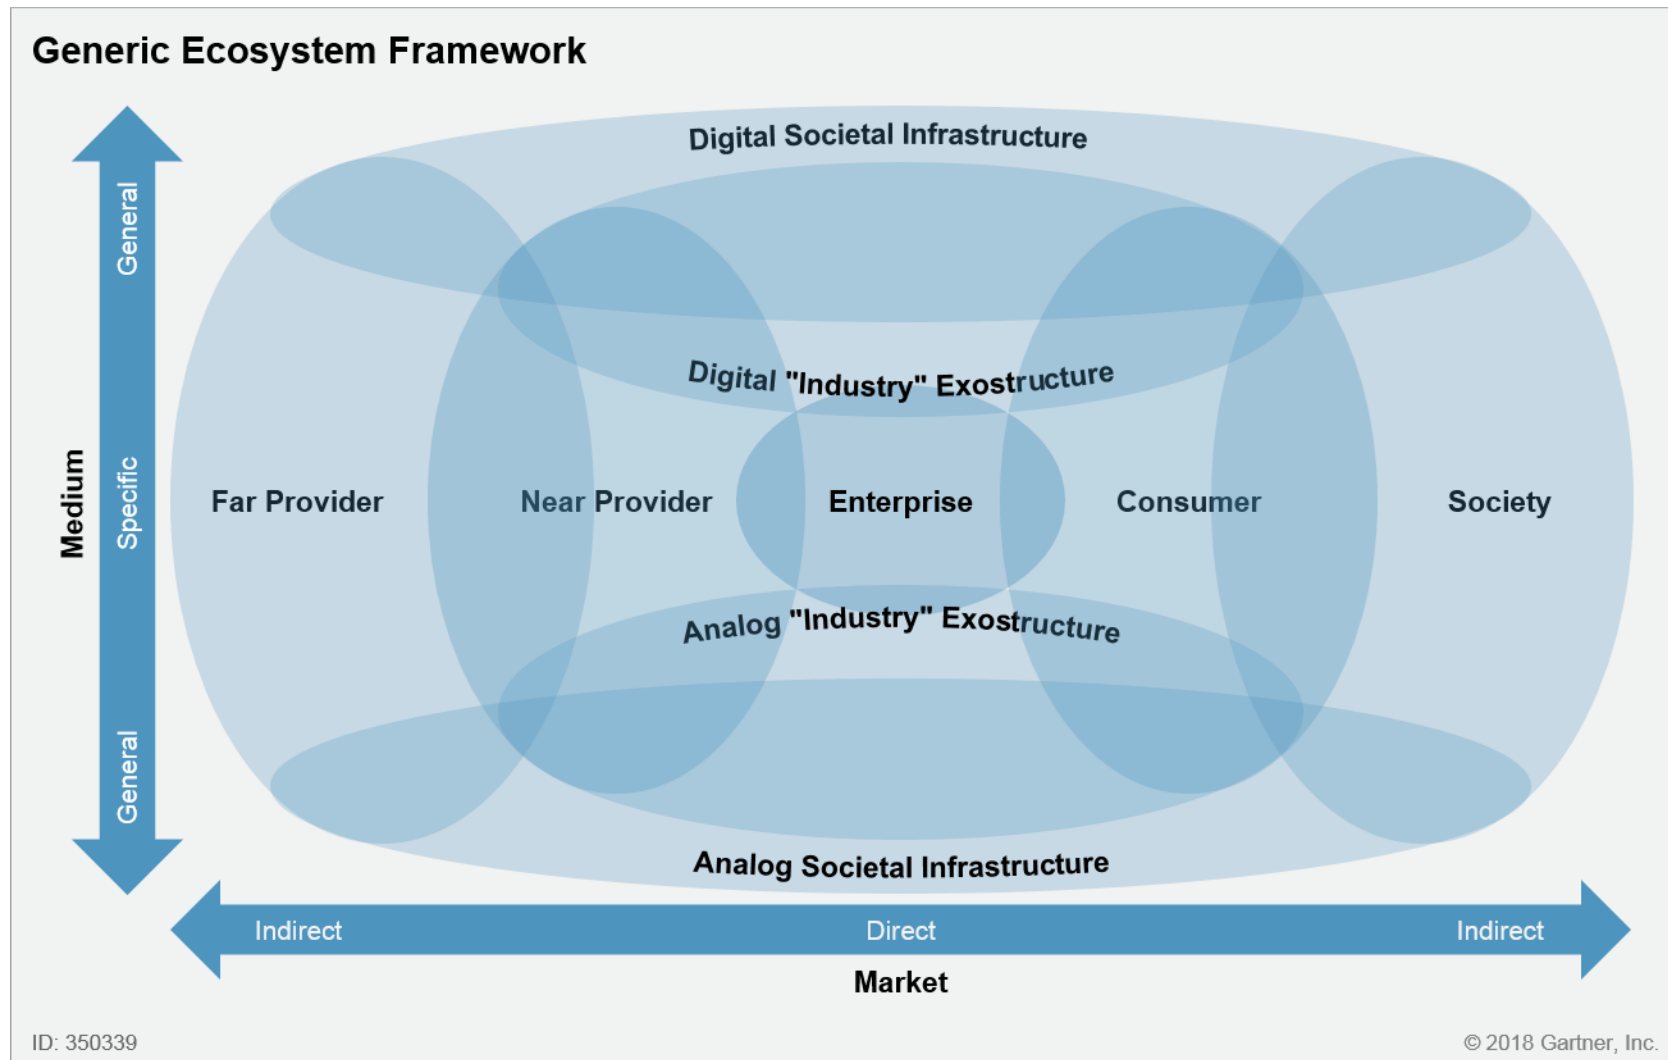 Generic Ecosystem Framework
Digital Societal Infrastructure
General
Digital "Industry" Exostructure
Medium
Specific
Far Provider
Near Provider
Enterprise
Consumer
Society
Analog "Industry" Exostructure
General
Analog Societal Infrastructure
Indirect
Direct
Indirect
Market
ID: 350339
© 2018 Gartner, Inc.